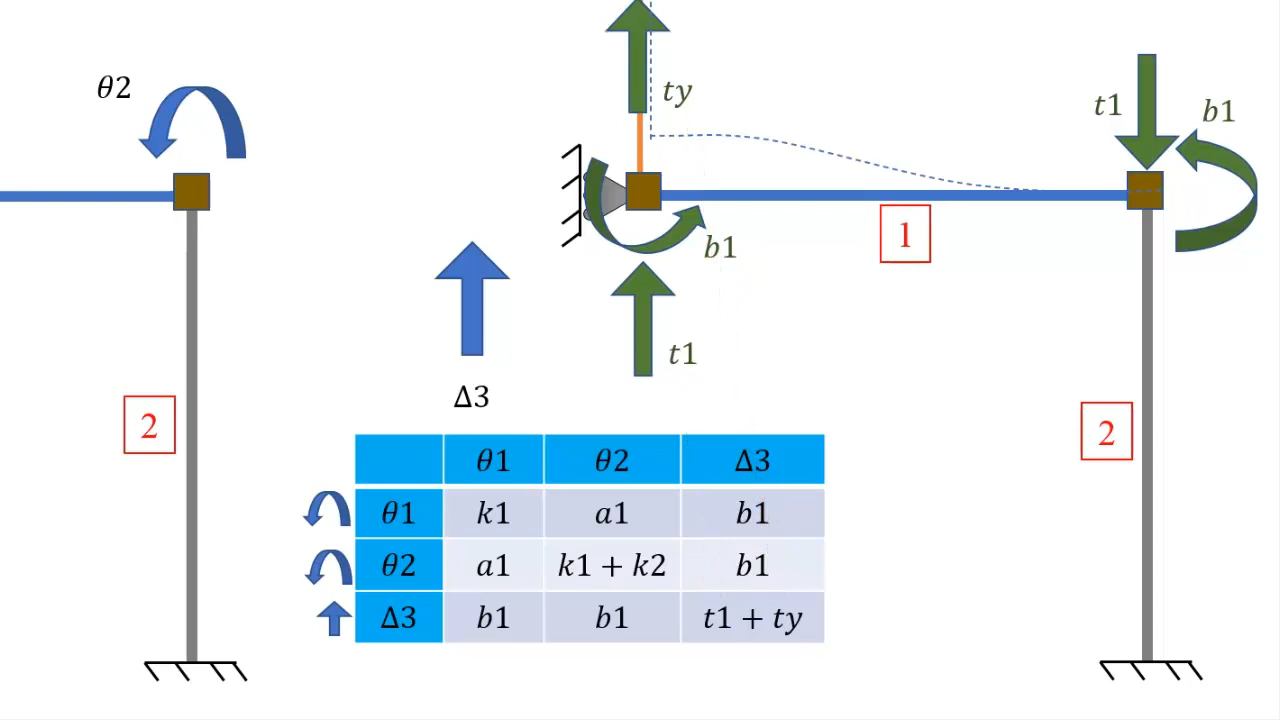 θ2
ty
t1
b1
1
b1
t1
Δ3
2
2
θ1 θ2 Δ3
θ1 k1 a1 b1
θ2 a1 k1 + k2 b1
Δ3 b1 b1 t1 + ty